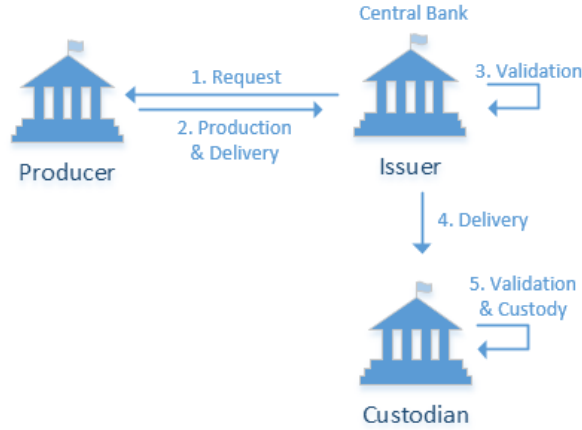 Central Bank
1. Request
3. Validation
2. Production
& Delivery
Producer
Issuer
4. Delivery
5. Validation
& Custody
Custodian